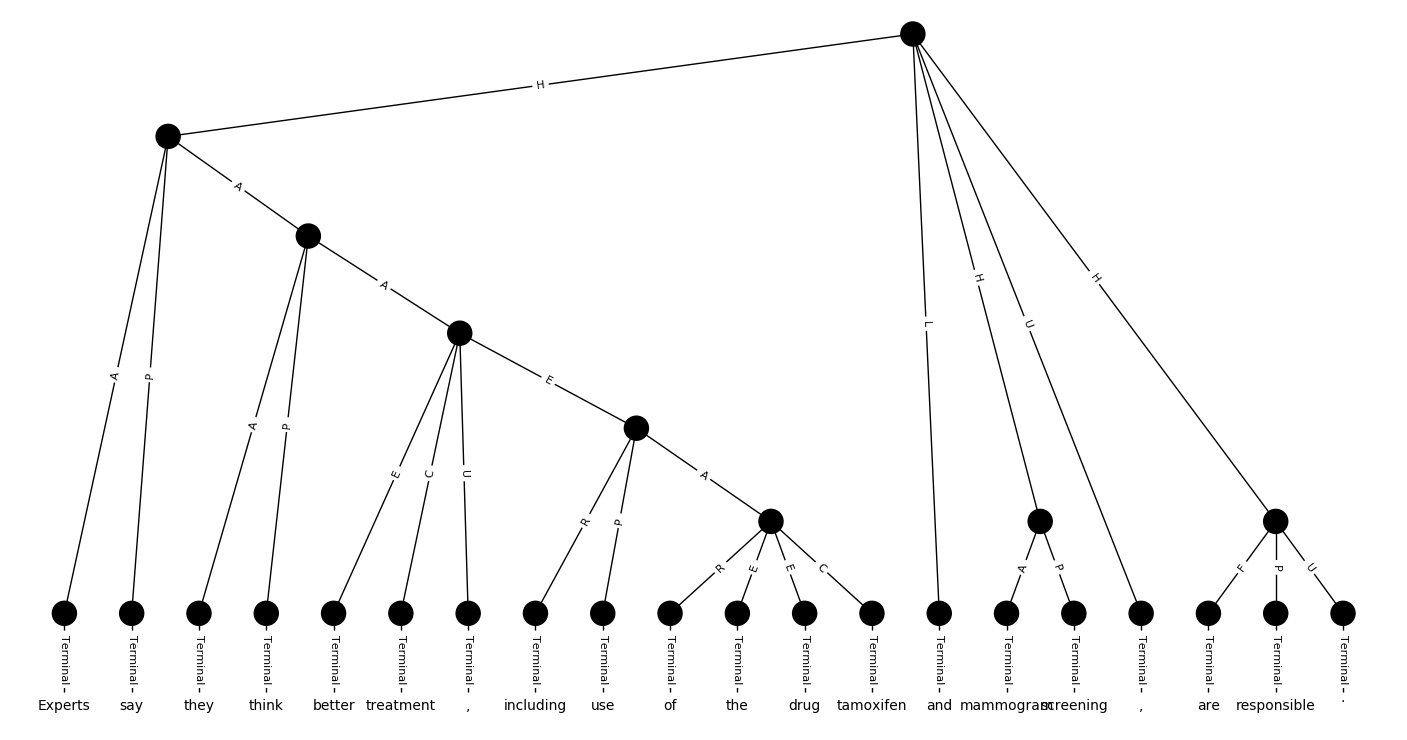 H
A
A
H
L
H
U
A
P
E
A
P
E
C
U
A
R
P
R
E
E
C
A
P
F
P
U
Terminal Terminal Terminal Terminal Terminal Terminal Terminal Terminal Terminal Terminal Terminal Terminal Terminal Terminal Terminal Terminal Terminal Terminal Terminal Terminal
Experts say they think better treatment , including use of the drug tamoxifen and mammogram screening , are responsible .